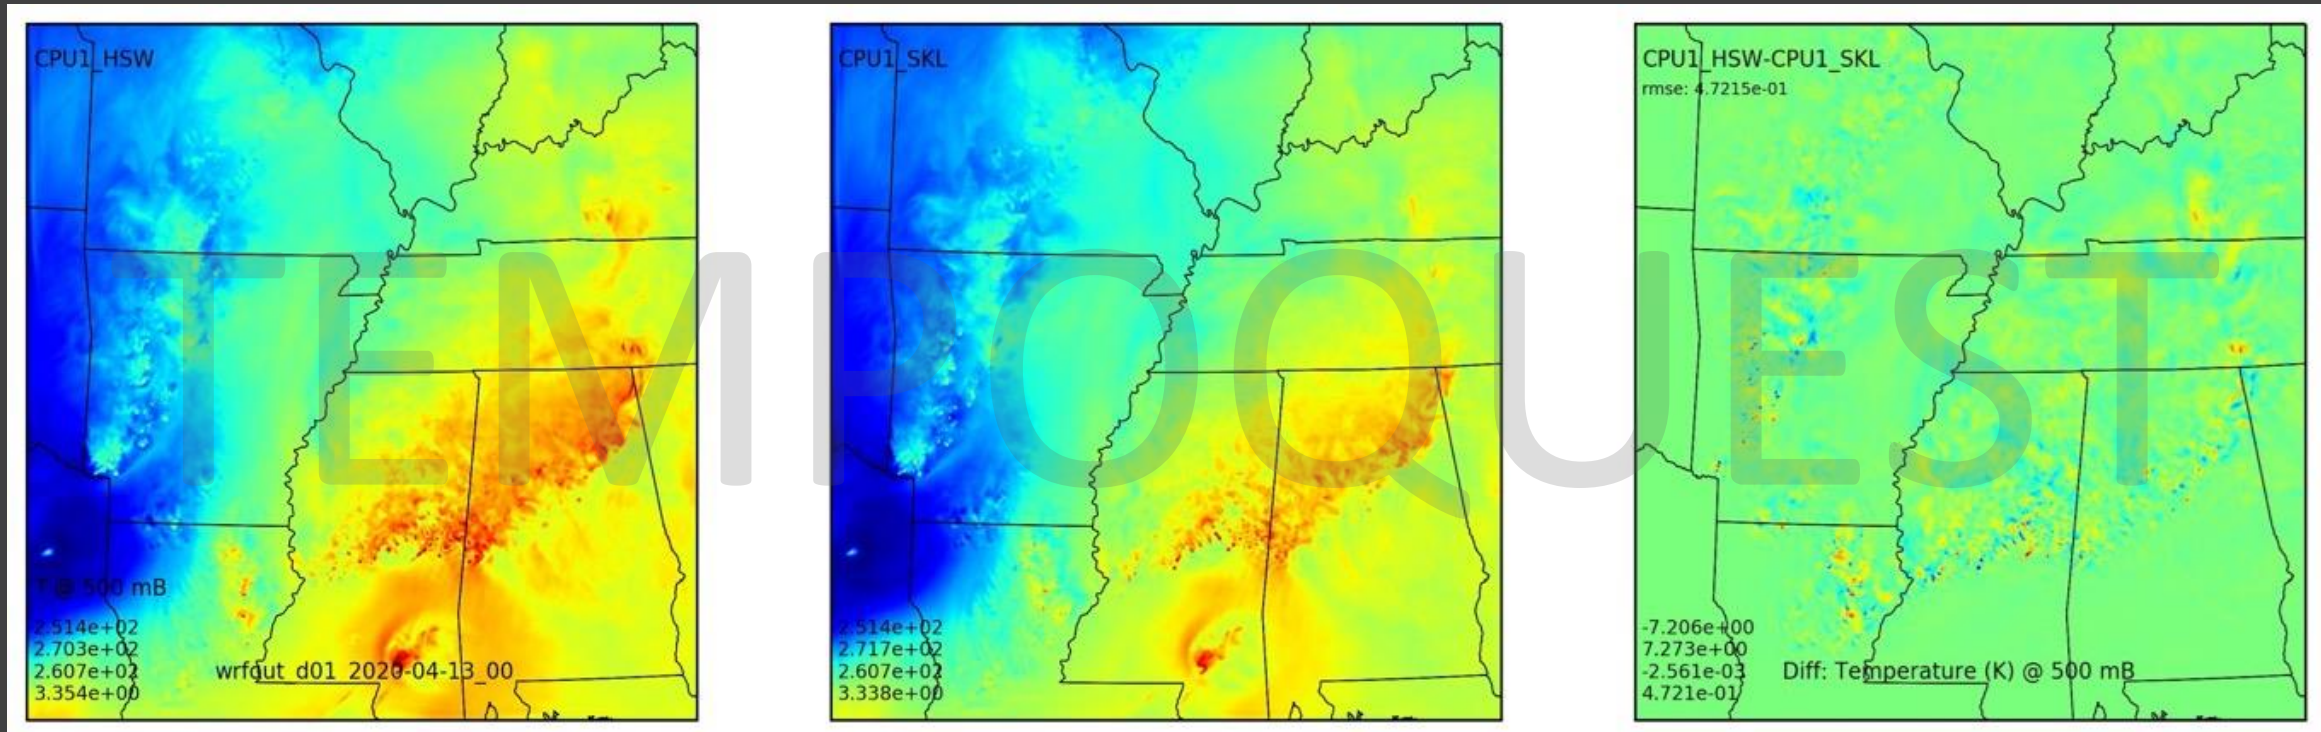 CPU1_HSW
T @ 500 mB
2.514e+02
2.703e+02
2.607e+02
3.354e+00
wrfout_d01_2020-04-13_00
CPU1_SKL
2.514e+02
2.717e+02
2.607e+02
3.338e+00
CPU1_HSW-CPU1_SKL
rmse: 4.7215e-01
-7.206e+00
7.273e+00
-2.561e-03
4.721e-01
Diff: Temperature (K) @ 500 mB
TEMPOQUEST